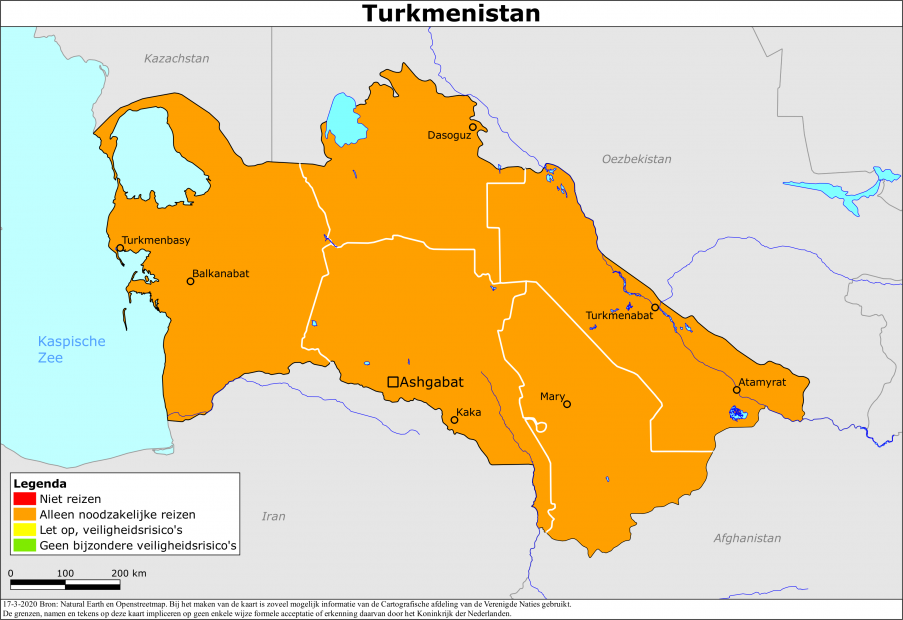 Turkmenistan
Kazachstan
Dasoguz
Oezbekistan
Turkmenbasy
Balkanabat
Turkmenabat
Kaspische
Zee
Ashgabat
Atamyrat
Mary
Kaka
Legenda
Niet reizen
Alleen noodzakelijke reizen
Let op, veiligheidsrisico's
Geen bijzondere veiligheidsrisico's
Iran
Afghanistan
0 100 200 km
17-3-2020 Bron: Natural Earth en Openstreetmap. Bij het maken van de kaart is zoveel mogelijk informatie van de Cartografische afdeling van de Verenigde Naties gebruikt.
De grenzen, namen en tekens op deze kaart impliceren op geen enkele wijze formele acceptatie of erkenning daarvan door het Koninkrijk der Nederlanden.